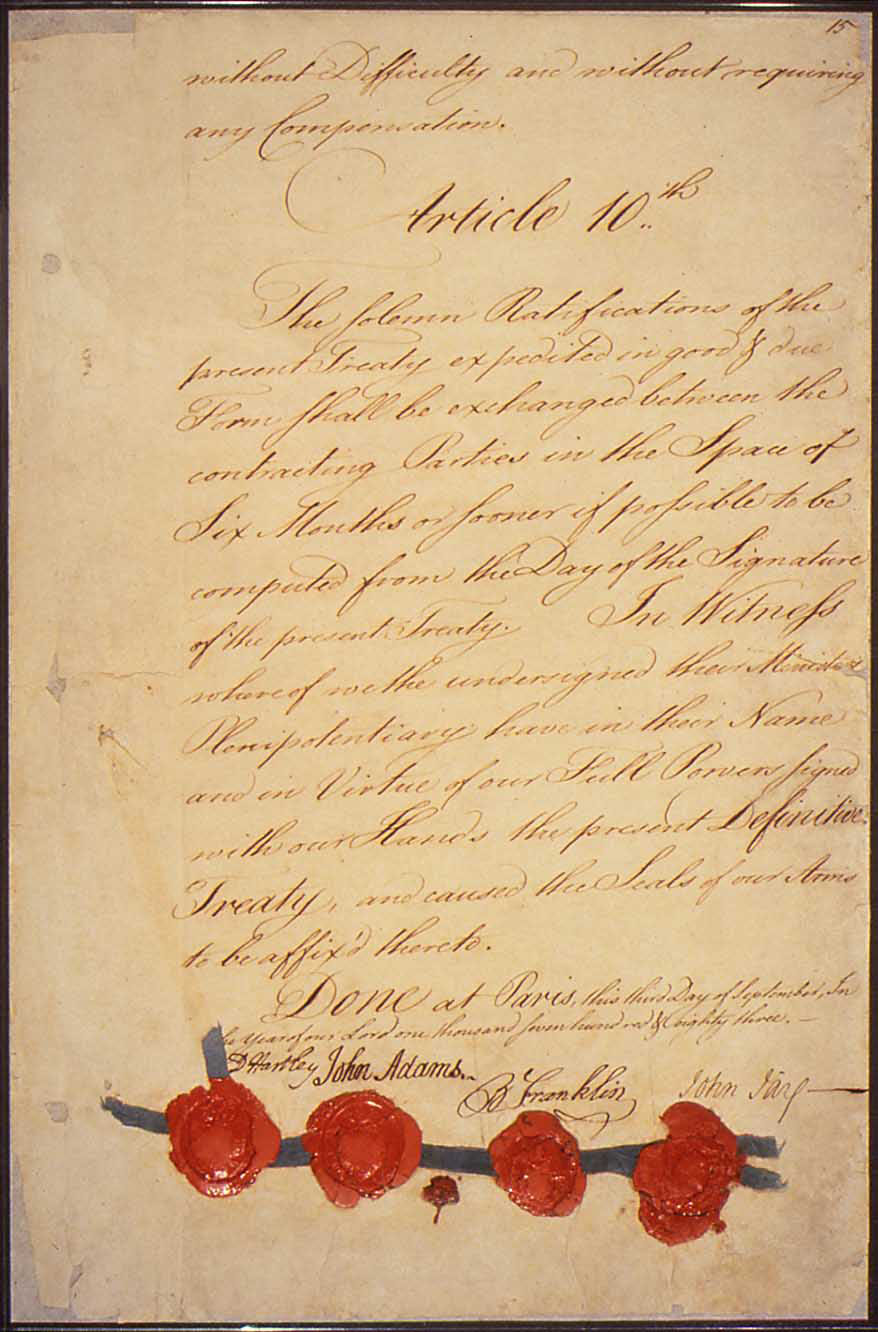 15
without Difficulty and without requiring
any Compensation.
Article 10.th
The solemn Ratifications of the
present Treaty expedited in good & due
Form shall be exchanged between the
contracting Parties in the Space of
Six Months or sooner if possible to be
computed from the Day of the Signature
of the present Treaty. In Witness
whereof we the undersigned their Ministers
Plenipotentiary have in their Name
and in Virtue of our Full Powers signed
with our Hands the present Definitive
Treaty, and caused the Seals of our Arms
to be affix'd thereto.
Done at Paris, this third Day of September, In
the Year of our Lord one thousand seven hundred & eighty three.—
D Hartley John Adams. B Franklin John Jay